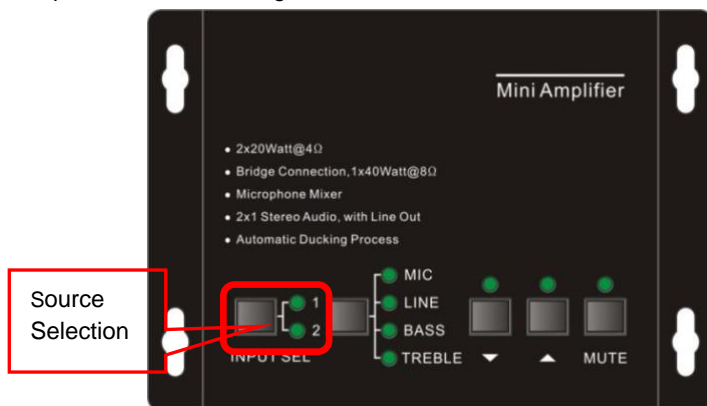 Mini Amplifier
• 2x20Watt@4Ω
• Bridge Connection,1x40Watt@8Ω
• Microphone Mixer
• 2x1 Stereo Audio, with Line Out
• Automatic Ducking Process
Source
Selection
1
2
INPUT SEL
MIC
LINE
BASS
TREBLE
MUTE